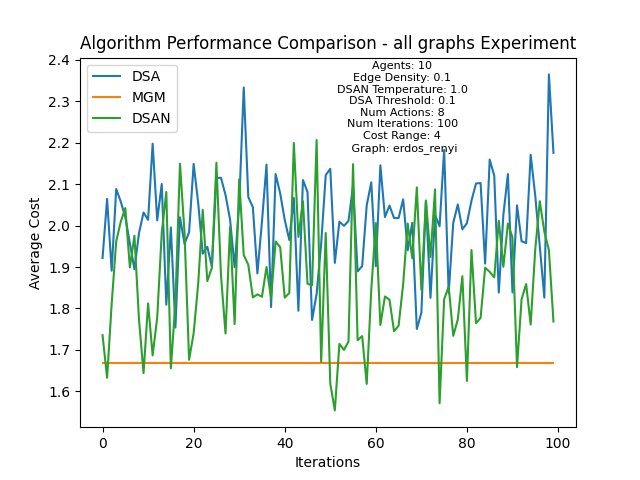 Algorithm Performance Comparison - all graphs Experiment
DSA
MGM
DSAN
Agents: 10
Edge Density: 0.1
DSAN Temperature: 1.0
DSA Threshold: 0.1
Num Actions: 8
Num Iterations: 100
Cost Range: 4
Graph: erdos_renyi
Average Cost
2.4
2.3
2.2
2.1
2.0
1.9
1.8
1.7
1.6
0 20 40 60 80 100
Iterations